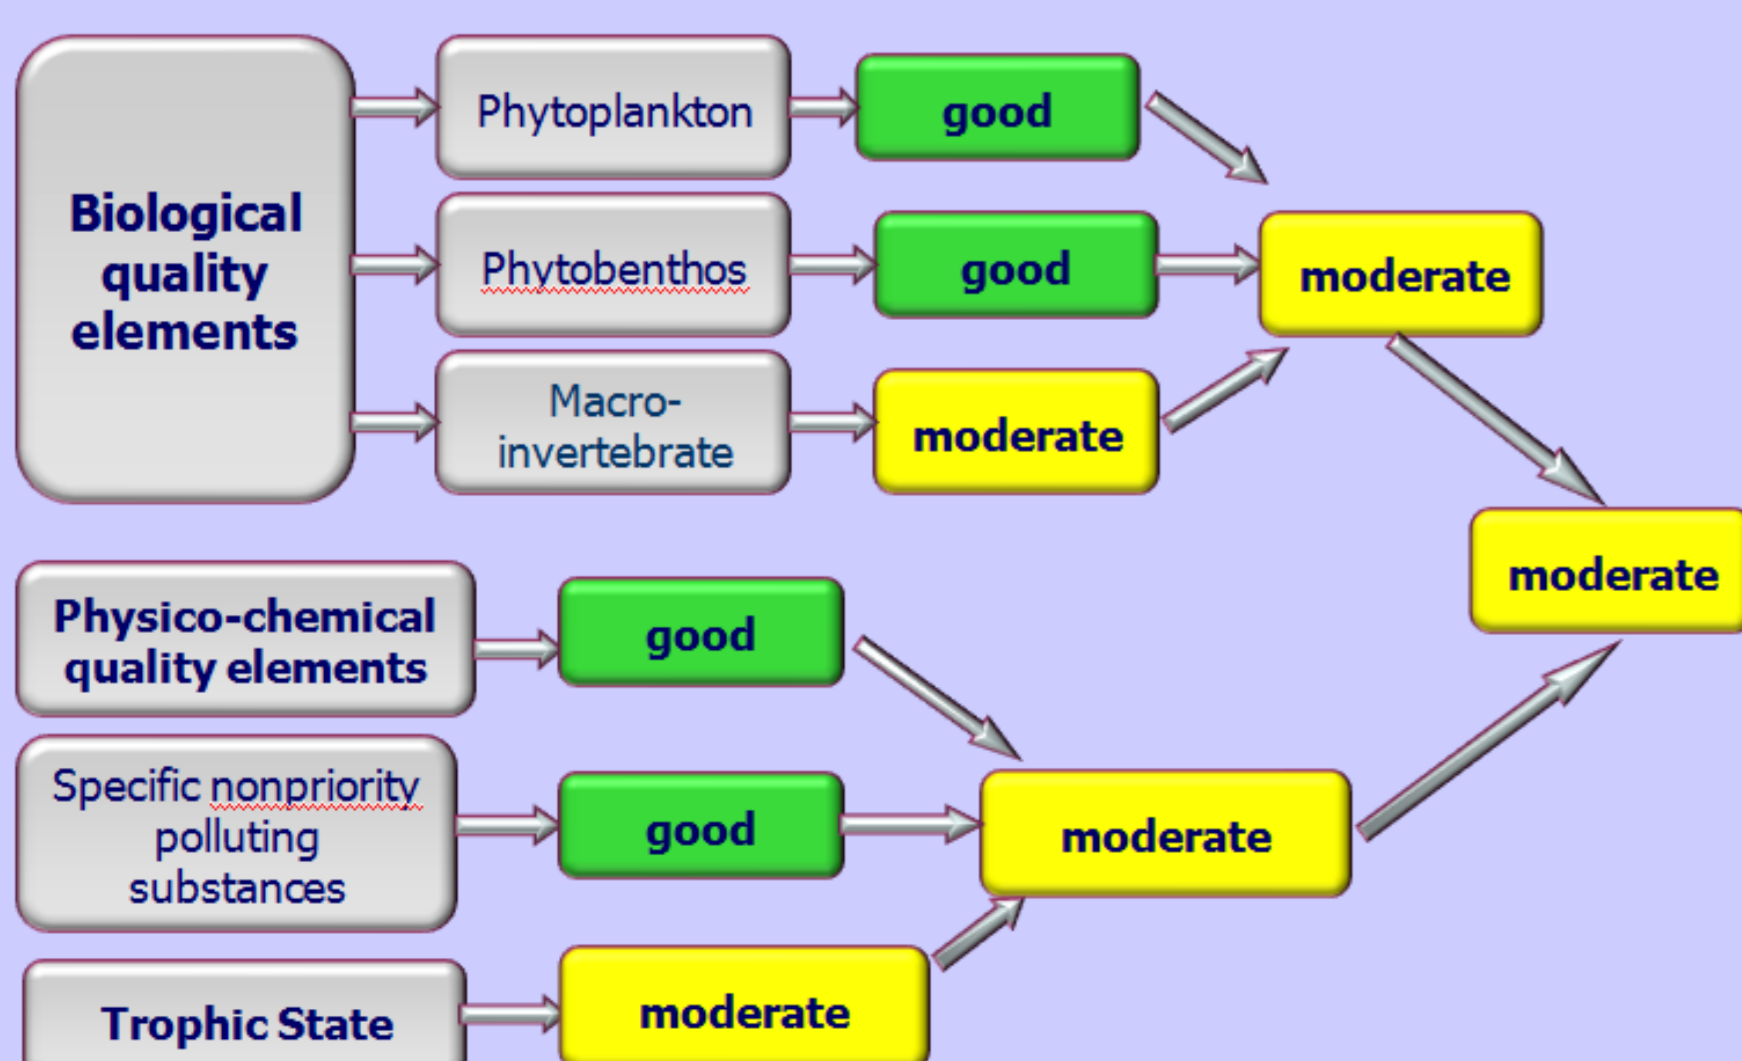 Biological
quality
elements
Phytoplankton
good
Phytobenthos
good
Macro-
invertebrate
moderate
moderate
moderate
Physico-chemical
quality elements
good
Specific nonpriority
polluting
substances
good
moderate
Trophic State
moderate